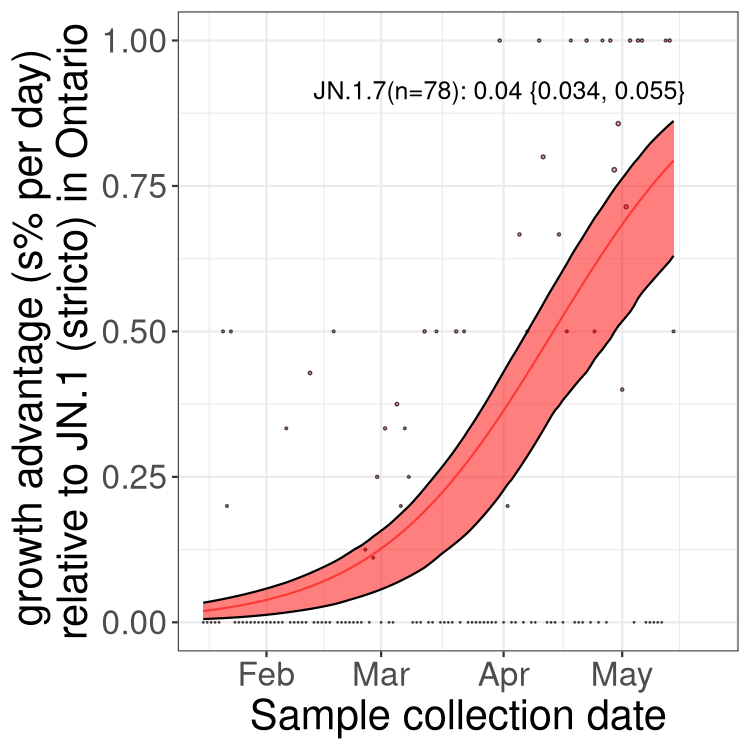 growth advantage (s% per day)
relative to JN.1 (stricto) in Ontario
1.00
0.75
0.50
0.25
0.00
JN.1.7(n=78): 0.04 {0.034, 0.055}
Feb Mar Apr May
Sample collection date